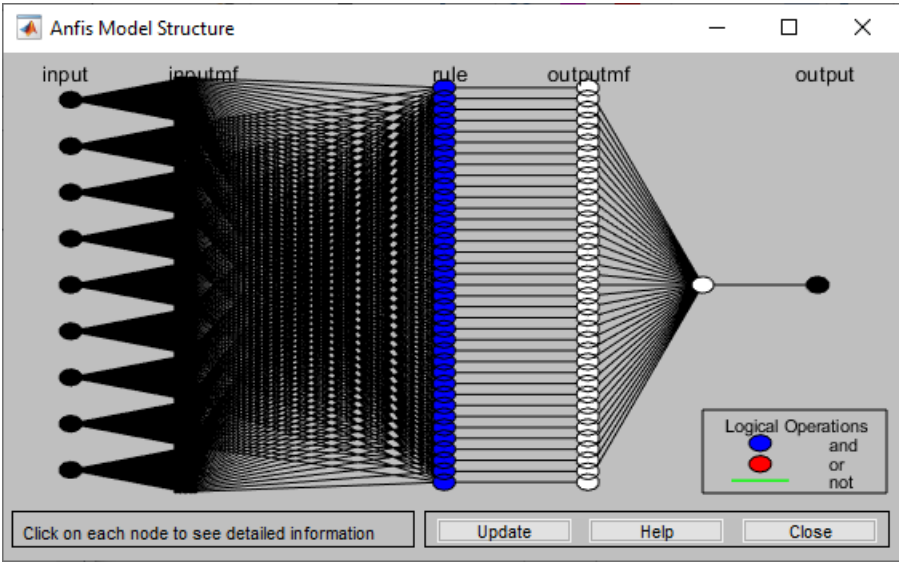 Anfis Model Structure
input inputmf rule outputmf output
Logical Operations
and
or
not
Click on each node to see detailed information
Update Help Close